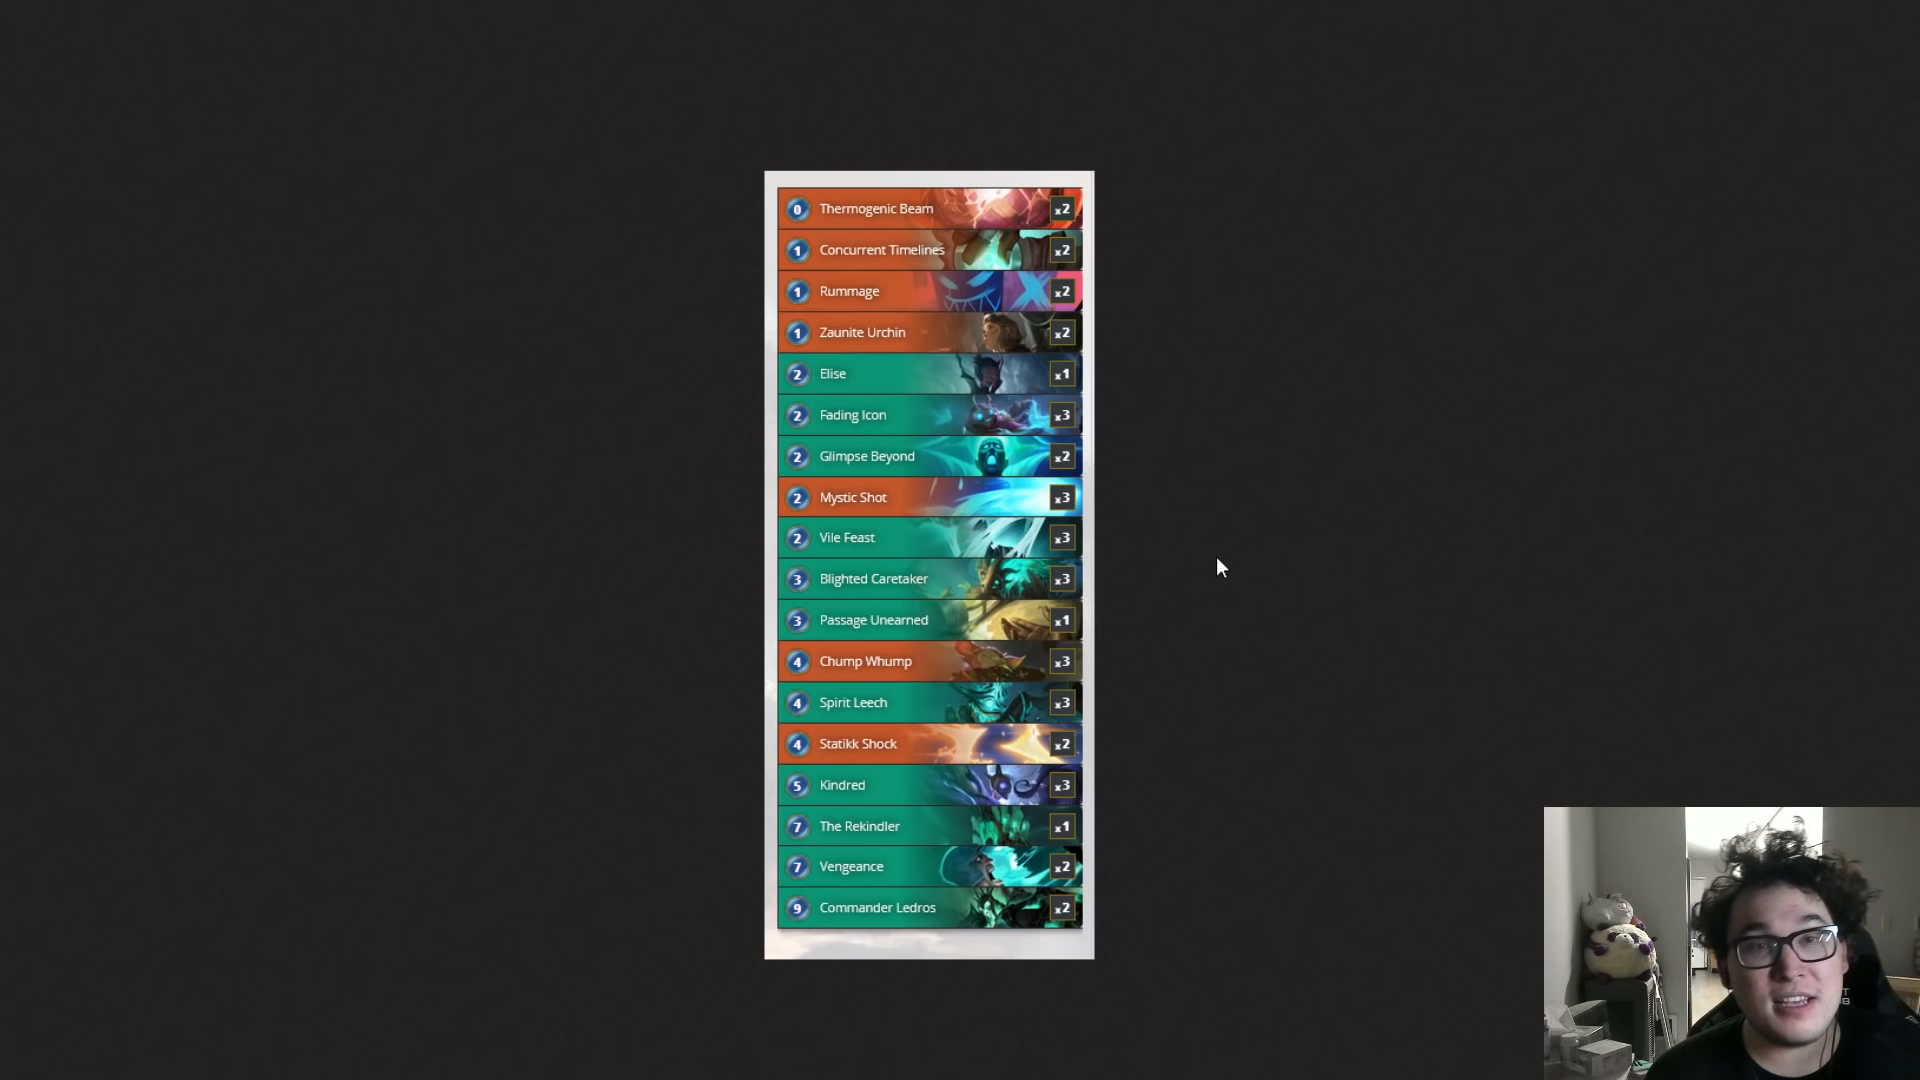 0 Thermogenic Beam x2
1 Concurrent Timelines x2
1 Rummage x2
1 Zaunite Urchin x2
2 Elise x1
2 Fading Icon x3
2 Glimpse Beyond x2
2 Mystic Shot x3
2 Vile Feast x3
3 Blighted Caretaker x3
3 Passage Unearned x1
4 Chump Whump x3
4 Spirit Leech x3
4 Statikk Shock x2
5 Kindred x3
7 The Rekindler x1
7 Vengeance x2
9 Commander Ledros x2